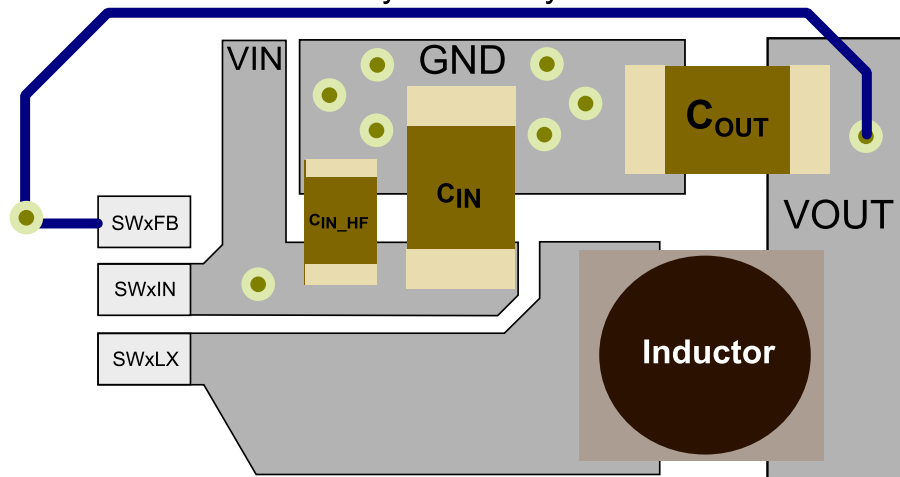 VIN
GND
COUT
CIN
CIN_HF
SWxFB
VOUT
SWxIN
SWxLX
Inductor